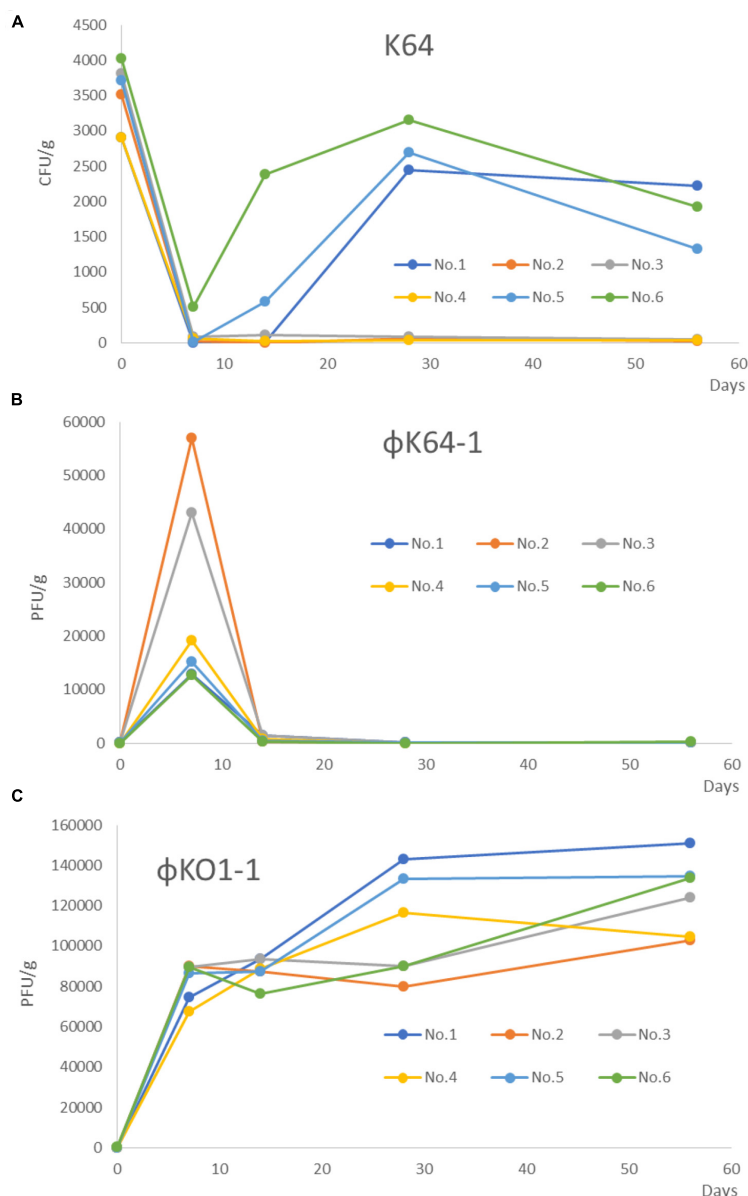 A
K64
4500
4000
3500
3000
2500
2000
1500
1000
500
0
CFU/g
No.1 No.2 No.3
No.4 No.5 No.6
0 10 20 30 40 50 60
Days
B
ϕK64-1
60000
50000
40000
30000
20000
10000
0
PFU/g
No.1 No.2 No.3
No.4 No.5 No.6
0 10 20 30 40 50 60
Days
C
ϕKO1-1
160000
140000
120000
100000
80000
60000
40000
20000
0
PFU/g
No.1 No.2 No.3
No.4 No.5 No.6
0 10 20 30 40 50 60
Days